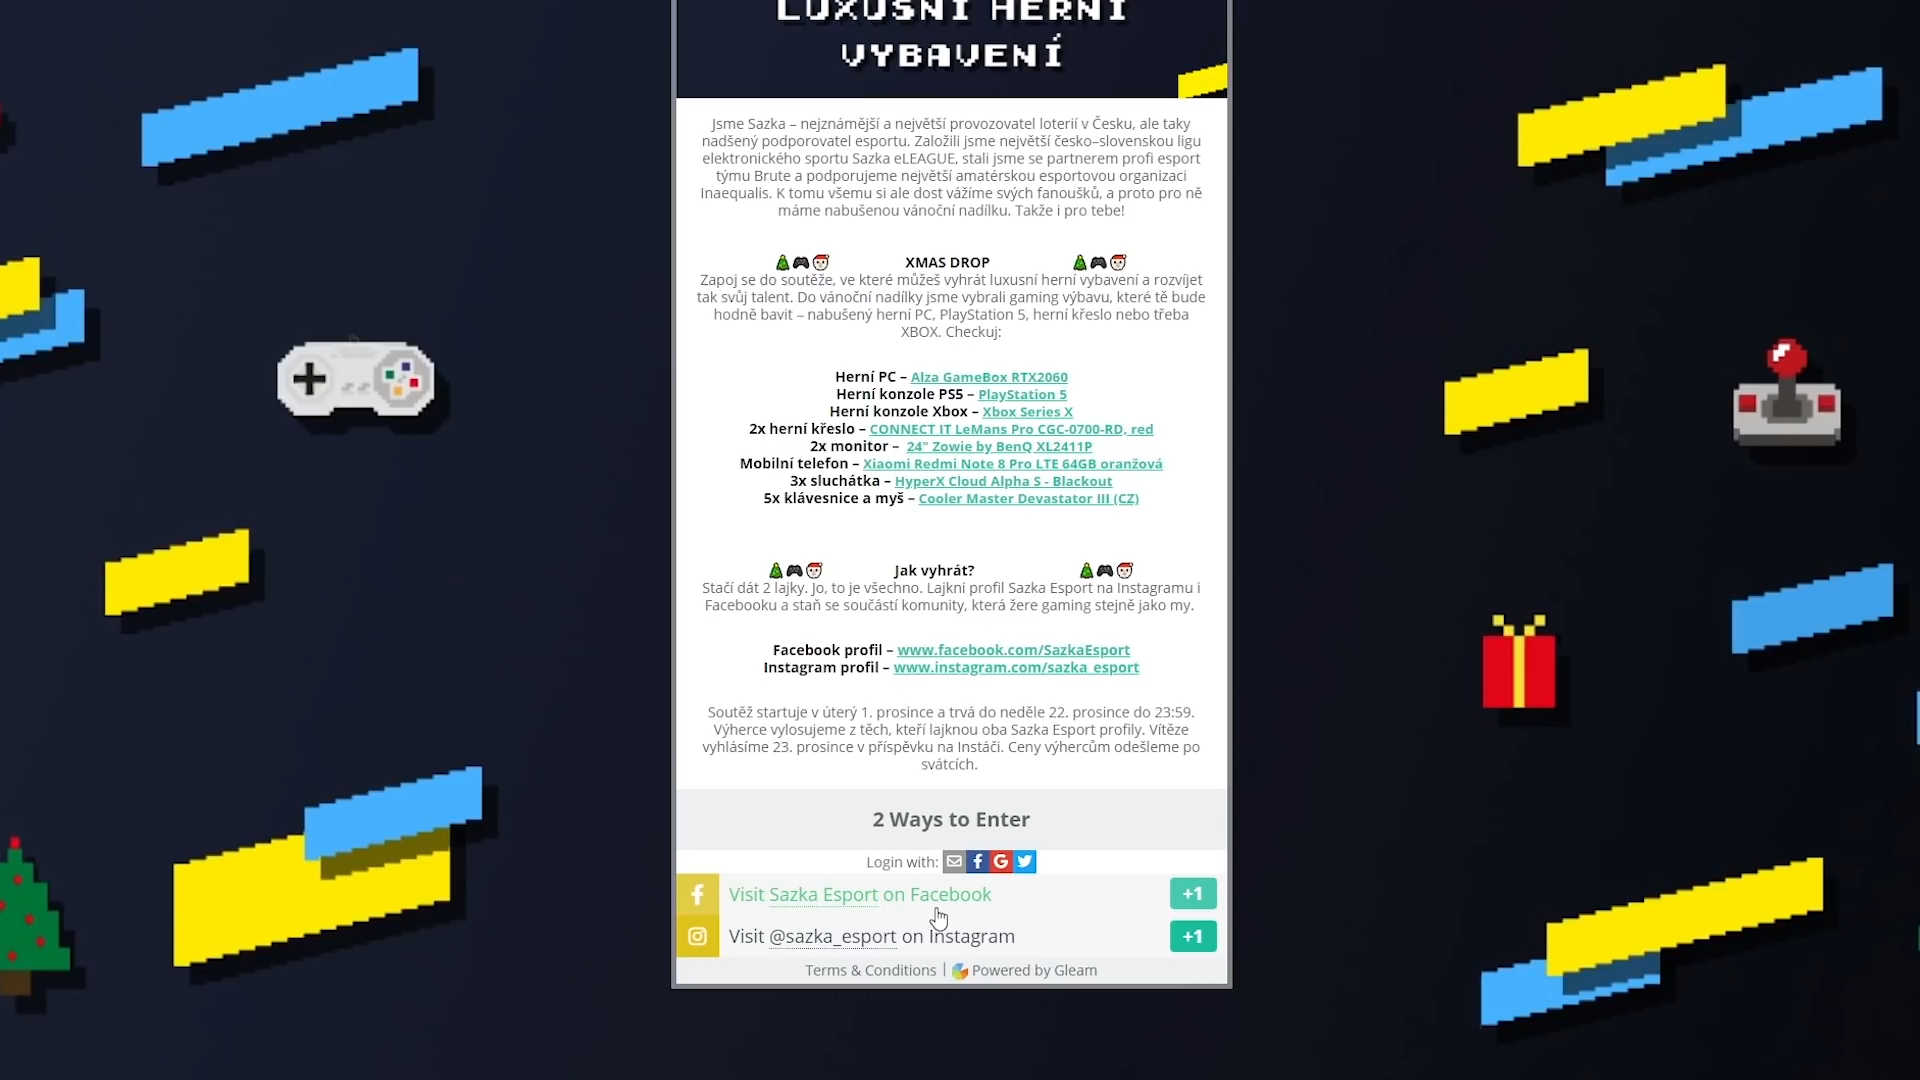 LUXUSNÍ HERNÍ
VYBAVENÍ
Jsme Sazka – nejznámější a největší provozovatel loterií v Česku, ale taky
nadšený podporovatel esportu. Založili jsme největší česko–slovenskou ligu
elektronického sportu Sazka eLEAGUE, stali jsme se partnerem profi esport
týmu Brute a podporujeme největší amatérskou esportovou organizaci
Inaequalis. K tomu všemu si ale dost vážíme svých fanoušků, a proto pro ně
máme nabušenou vánoční nadílku. Takže i pro tebe!
🎄🎮🎅 XMAS DROP 🎄🎮🎅
Zapoj se do soutěže, ve které můžeš vyhrát luxusní herní vybavení a rozvíjet
tak svůj talent. Do vánoční nadílky jsme vybrali gaming výbavu, které tě bude
hodně bavit – nabušený herní PC, PlayStation 5, herní křeslo nebo třeba
XBOX. Checkuj:
Herní PC – Alza GameBox RTX2060
Herní konzole PS5 – PlayStation 5
Herní konzole Xbox – Xbox Series X
2x herní křeslo – CONNECT IT LeMans Pro CGC-0700-RD, red
2x monitor – 24" Zowie by BenQ XL2411P
Mobilní telefon – Xiaomi Redmi Note 8 Pro LTE 64GB oranžová
3x sluchátka – HyperX Cloud Alpha S - Blackout
5x klávesnice a myš – Cooler Master Devastator III (CZ)
🎄🎮🎅 Jak vyhrát? 🎄🎮🎅
Stačí dát 2 lajky. Jo, to je všechno. Lajkni profil Sazka Esport na Instagramu i
Facebooku a staň se součástí komunity, která žere gaming stejně jako my.
Facebook profil – www.facebook.com/SazkaEsport
Instagram profil – www.instagram.com/sazka_esport
Soutěž startuje v úterý 1. prosince a trvá do neděle 22. prosince do 23:59.
Výherce vylosujeme z těch, kteří lajknou oba Sazka Esport profily. Vítěze
vyhlásíme 23. prosince v příspěvku na Instáči. Ceny výhercům odešleme po
svátcích.
2 Ways to Enter
Login with:
Visit Sazka Esport on Facebook +1
Visit @sazka_esport on Instagram +1
Terms & Conditions | Powered by Gleam